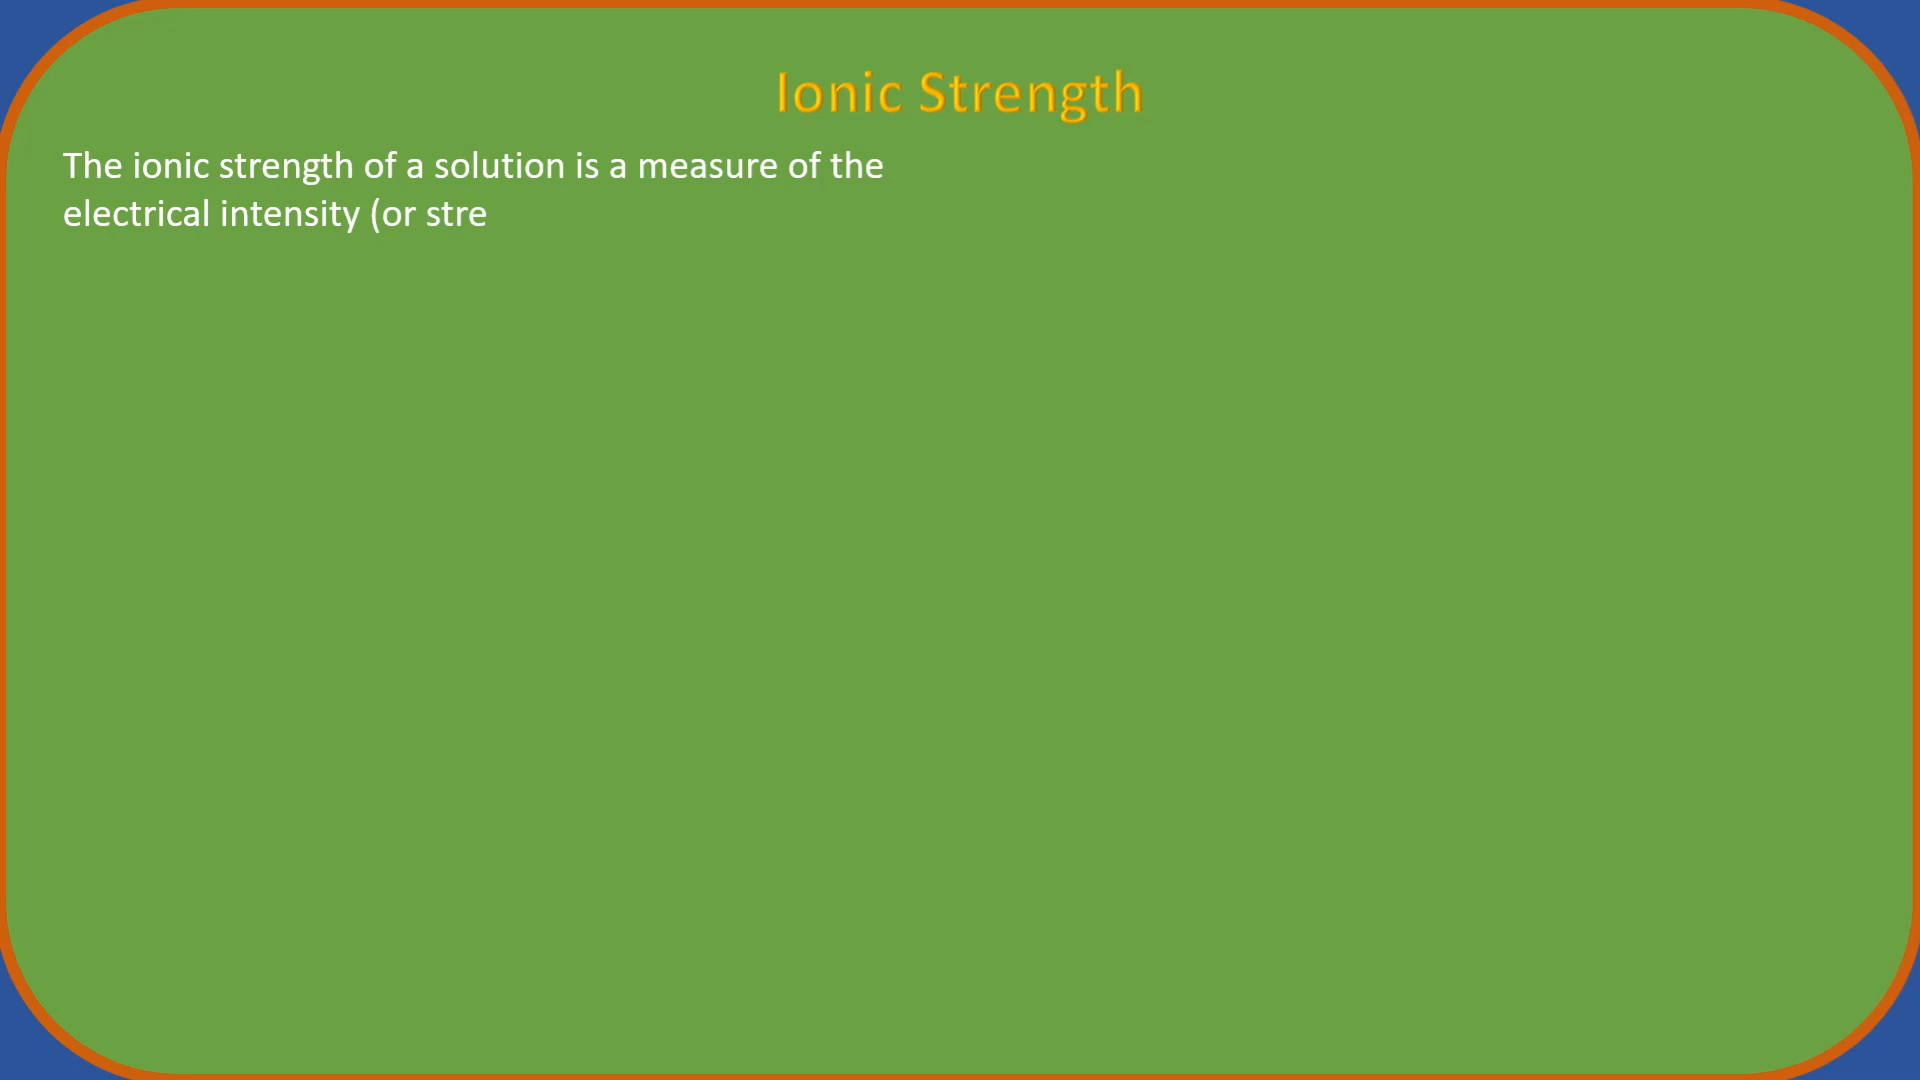 Ionic Strength
The ionic strength of a solution is a measure of the
electrical intensity (or stre